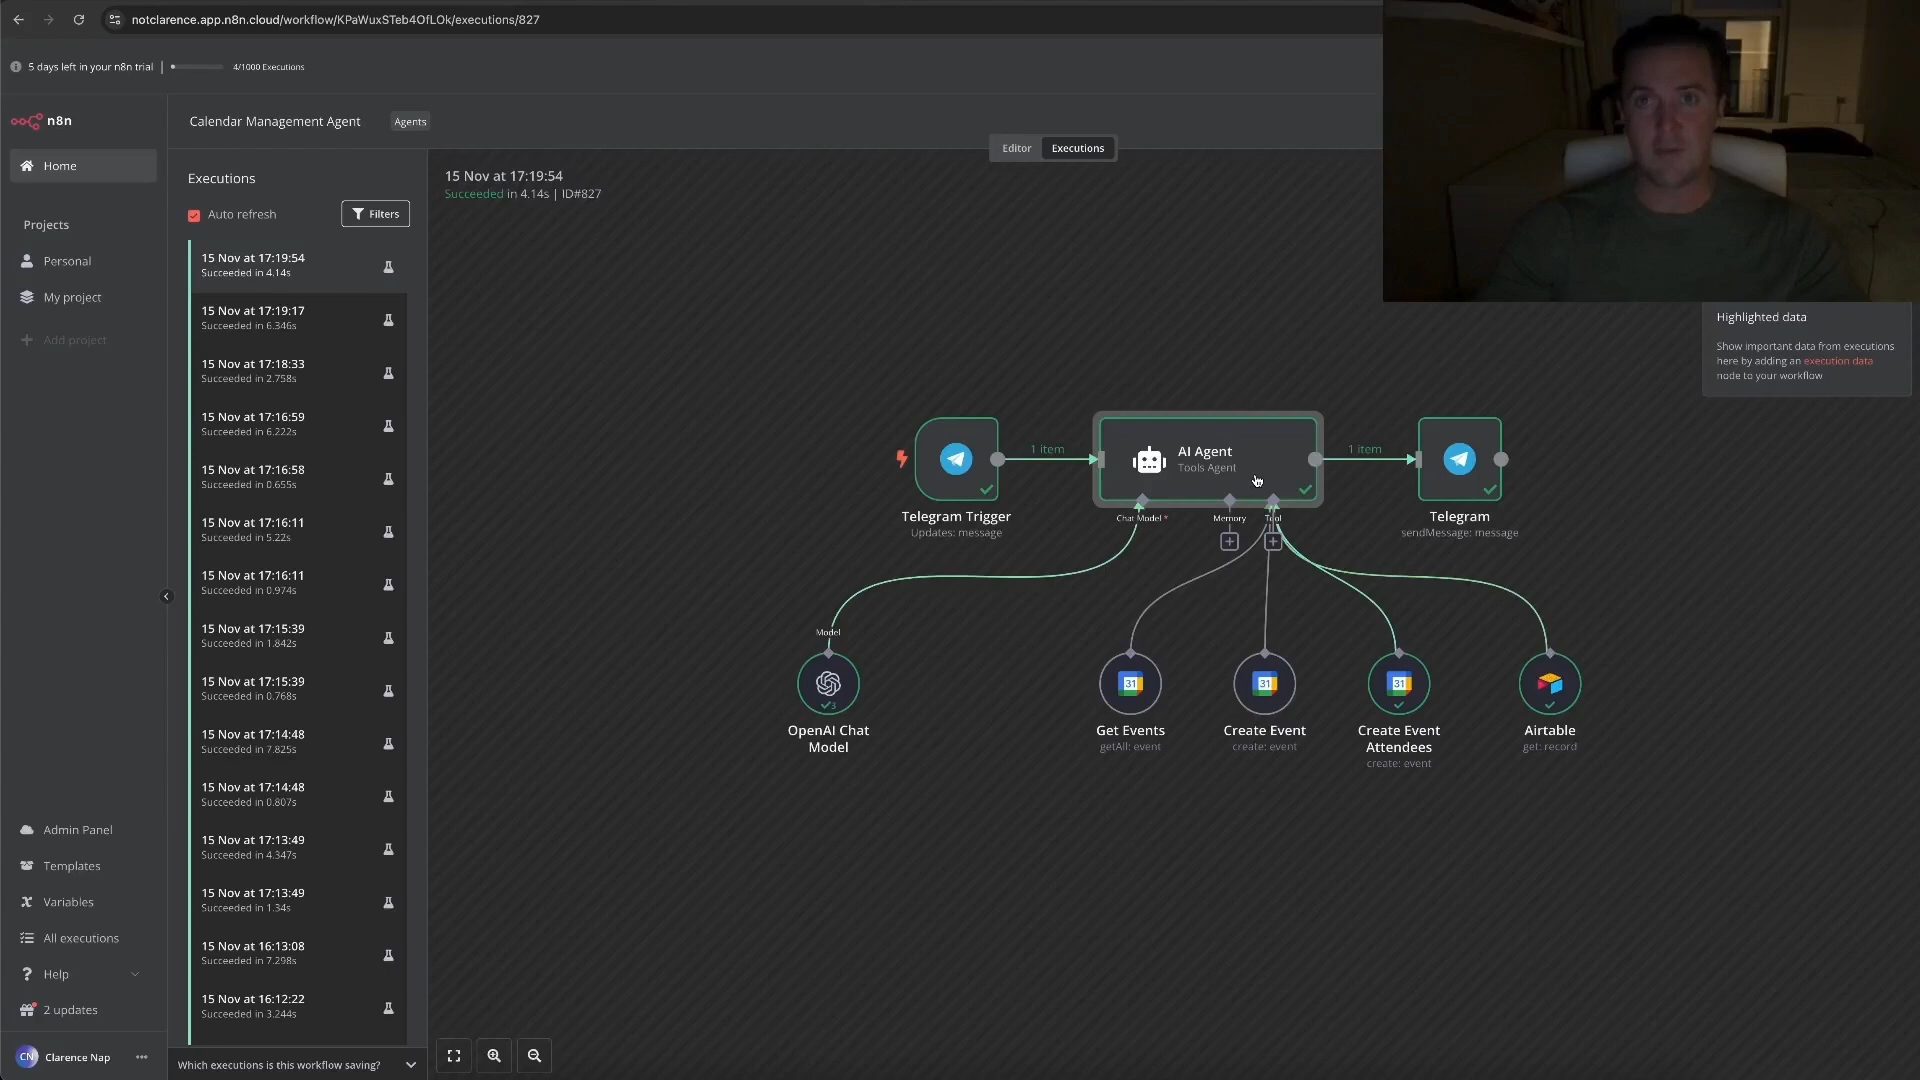 notclarence.app.n8n.cloud/workflow/KPaWuxSTeb4OfLOk/executions/827
5 days left in your n8n trial
4/1000 Executions
n8n
Calendar Management Agent
Agents
Editor
Executions
Home
Projects
Personal
My project
Add project
Admin Panel
Templates
Variables
All executions
Help
2 updates
CN
Clarence Nap
Executions
Auto refresh
Filters
15 Nov at 17:19:54
Succeeded in 4.14s
15 Nov at 17:19:17
Succeeded in 6.346s
15 Nov at 17:18:33
Succeeded in 2.758s
15 Nov at 17:16:59
Succeeded in 6.222s
15 Nov at 17:16:58
Succeeded in 0.655s
15 Nov at 17:16:11
Succeeded in 5.22s
15 Nov at 17:16:11
Succeeded in 0.974s
15 Nov at 17:15:39
Succeeded in 1.842s
15 Nov at 17:15:39
Succeeded in 0.768s
15 Nov at 17:14:48
Succeeded in 7.825s
15 Nov at 17:14:48
Succeeded in 0.807s
15 Nov at 17:13:49
Succeeded in 4.347s
15 Nov at 17:13:49
Succeeded in 1.34s
15 Nov at 16:13:08
Succeeded in 7.298s
15 Nov at 16:12:22
Succeeded in 3.244s
Which executions is this workflow saving?
15 Nov at 17:19:54
Succeeded in 4.14s | ID#827
Highlighted data
Show important data from executions
here by adding an execution data
node to your workflow
1 item
AI Agent
Tools Agent
1 item
Telegram Trigger
Updates: message
Chat Model *
Memory
Tool
Telegram
sendMessage: message
Model
3
OpenAI Chat
Model
31
Get Events
getAll: event
31
Create Event
create: event
31
Create Event
Attendees
create: event
Airtable
get: record